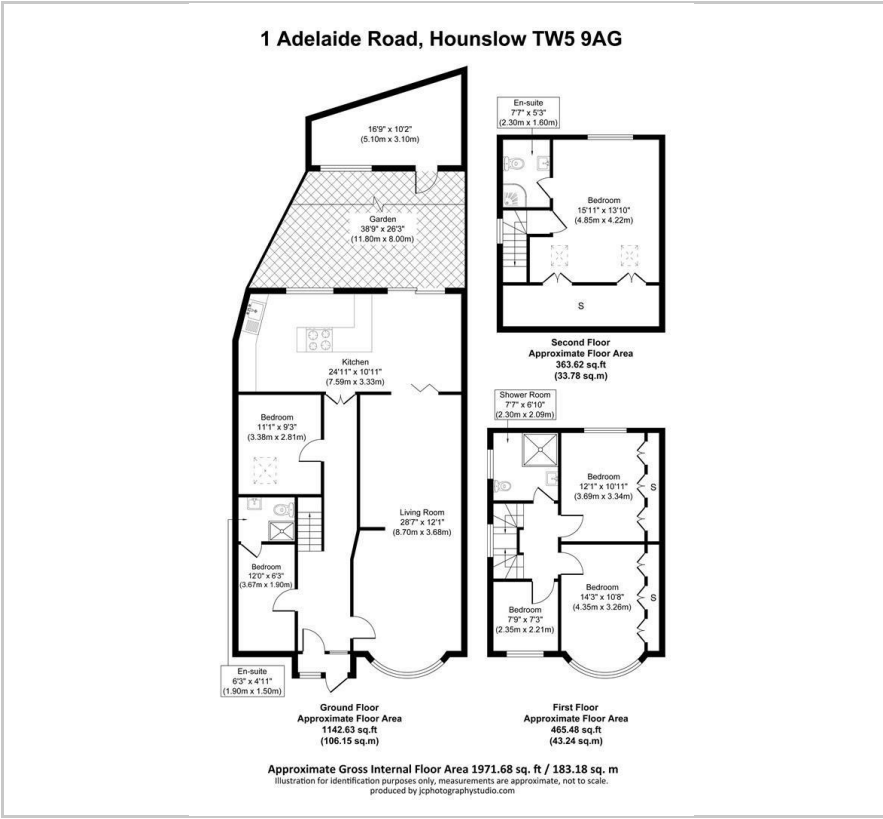 1 Adelaide Road, Hounslow TW5 9AG
16'9" x 10'2"
(5.10m x 3.10m)
Garden
38'9" x 26'3"
(11.80m x 8.00m)
Kitchen
24'11" x 10'11"
(7.59m x 3.33m)
Bedroom
11'1" x 9'3"
(3.38m x 2.81m)
Living Room
28'7" x 12'1"
(8.70m x 3.68m)
Bedroom
12'0" x 6'3"
(3.67m x 1.90m)
En-suite
6'3" x 4'11"
(1.90m x 1.50m)
Ground Floor
Approximate Floor Area
1142.63 sq.ft
(106.15 sq.m)
En-suite
7'7" x 5'3"
(2.30m x 1.60m)
Bedroom
15'11" x 13'10"
(4.85m x 4.22m)
S
Second Floor
Approximate Floor Area
363.62 sq.ft
(33.78 sq.m)
Shower Room
7'7" x 6'10"
(2.30m x 2.09m)
Bedroom
12'1" x 10'11"
(3.69m x 3.34m)
S
Bedroom
14'3" x 10'8"
(4.35m x 3.26m)
S
Bedroom
7'9" x 7'3"
(2.35m x 2.21m)
First Floor
Approximate Floor Area
465.48 sq.ft
(43.24 sq.m)
Approximate Gross Internal Floor Area 1971.68 sq. ft / 183.18 sq. m
Illustration for identification purposes only, measurements are approximate, not to scale.
produced by jcphotographystudio.com